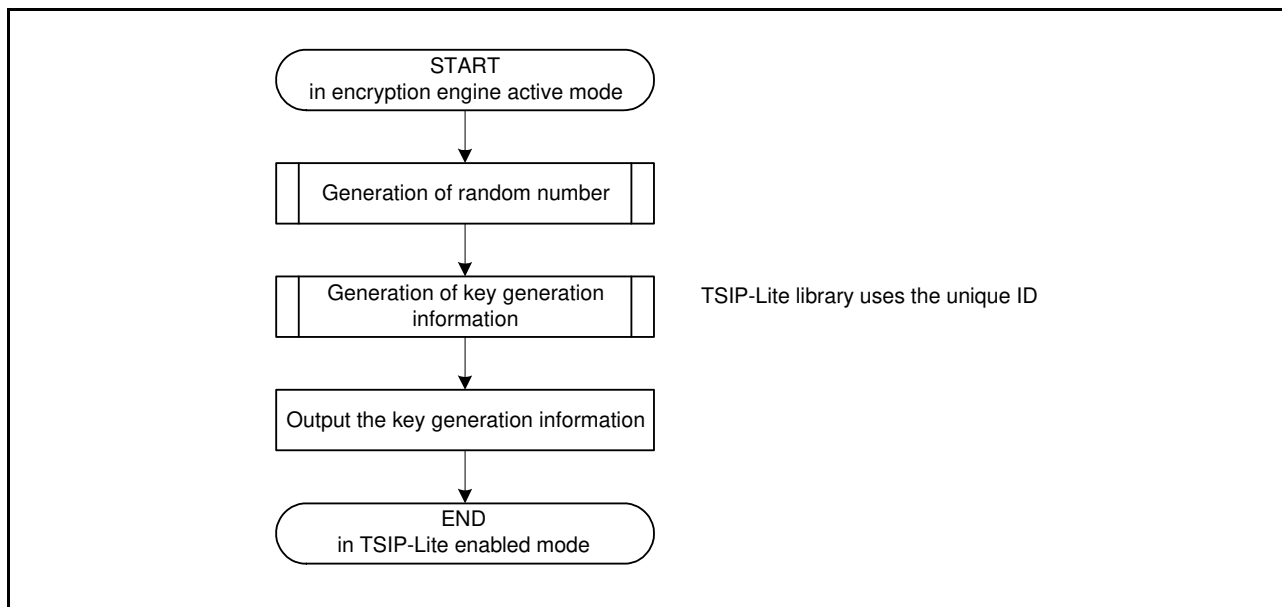 START
in encryption engine active mode
Generation of random number
Generation of key generation
information
TSIP-Lite library uses the unique ID
Output the key generation information
END
in TSIP-Lite enabled mode